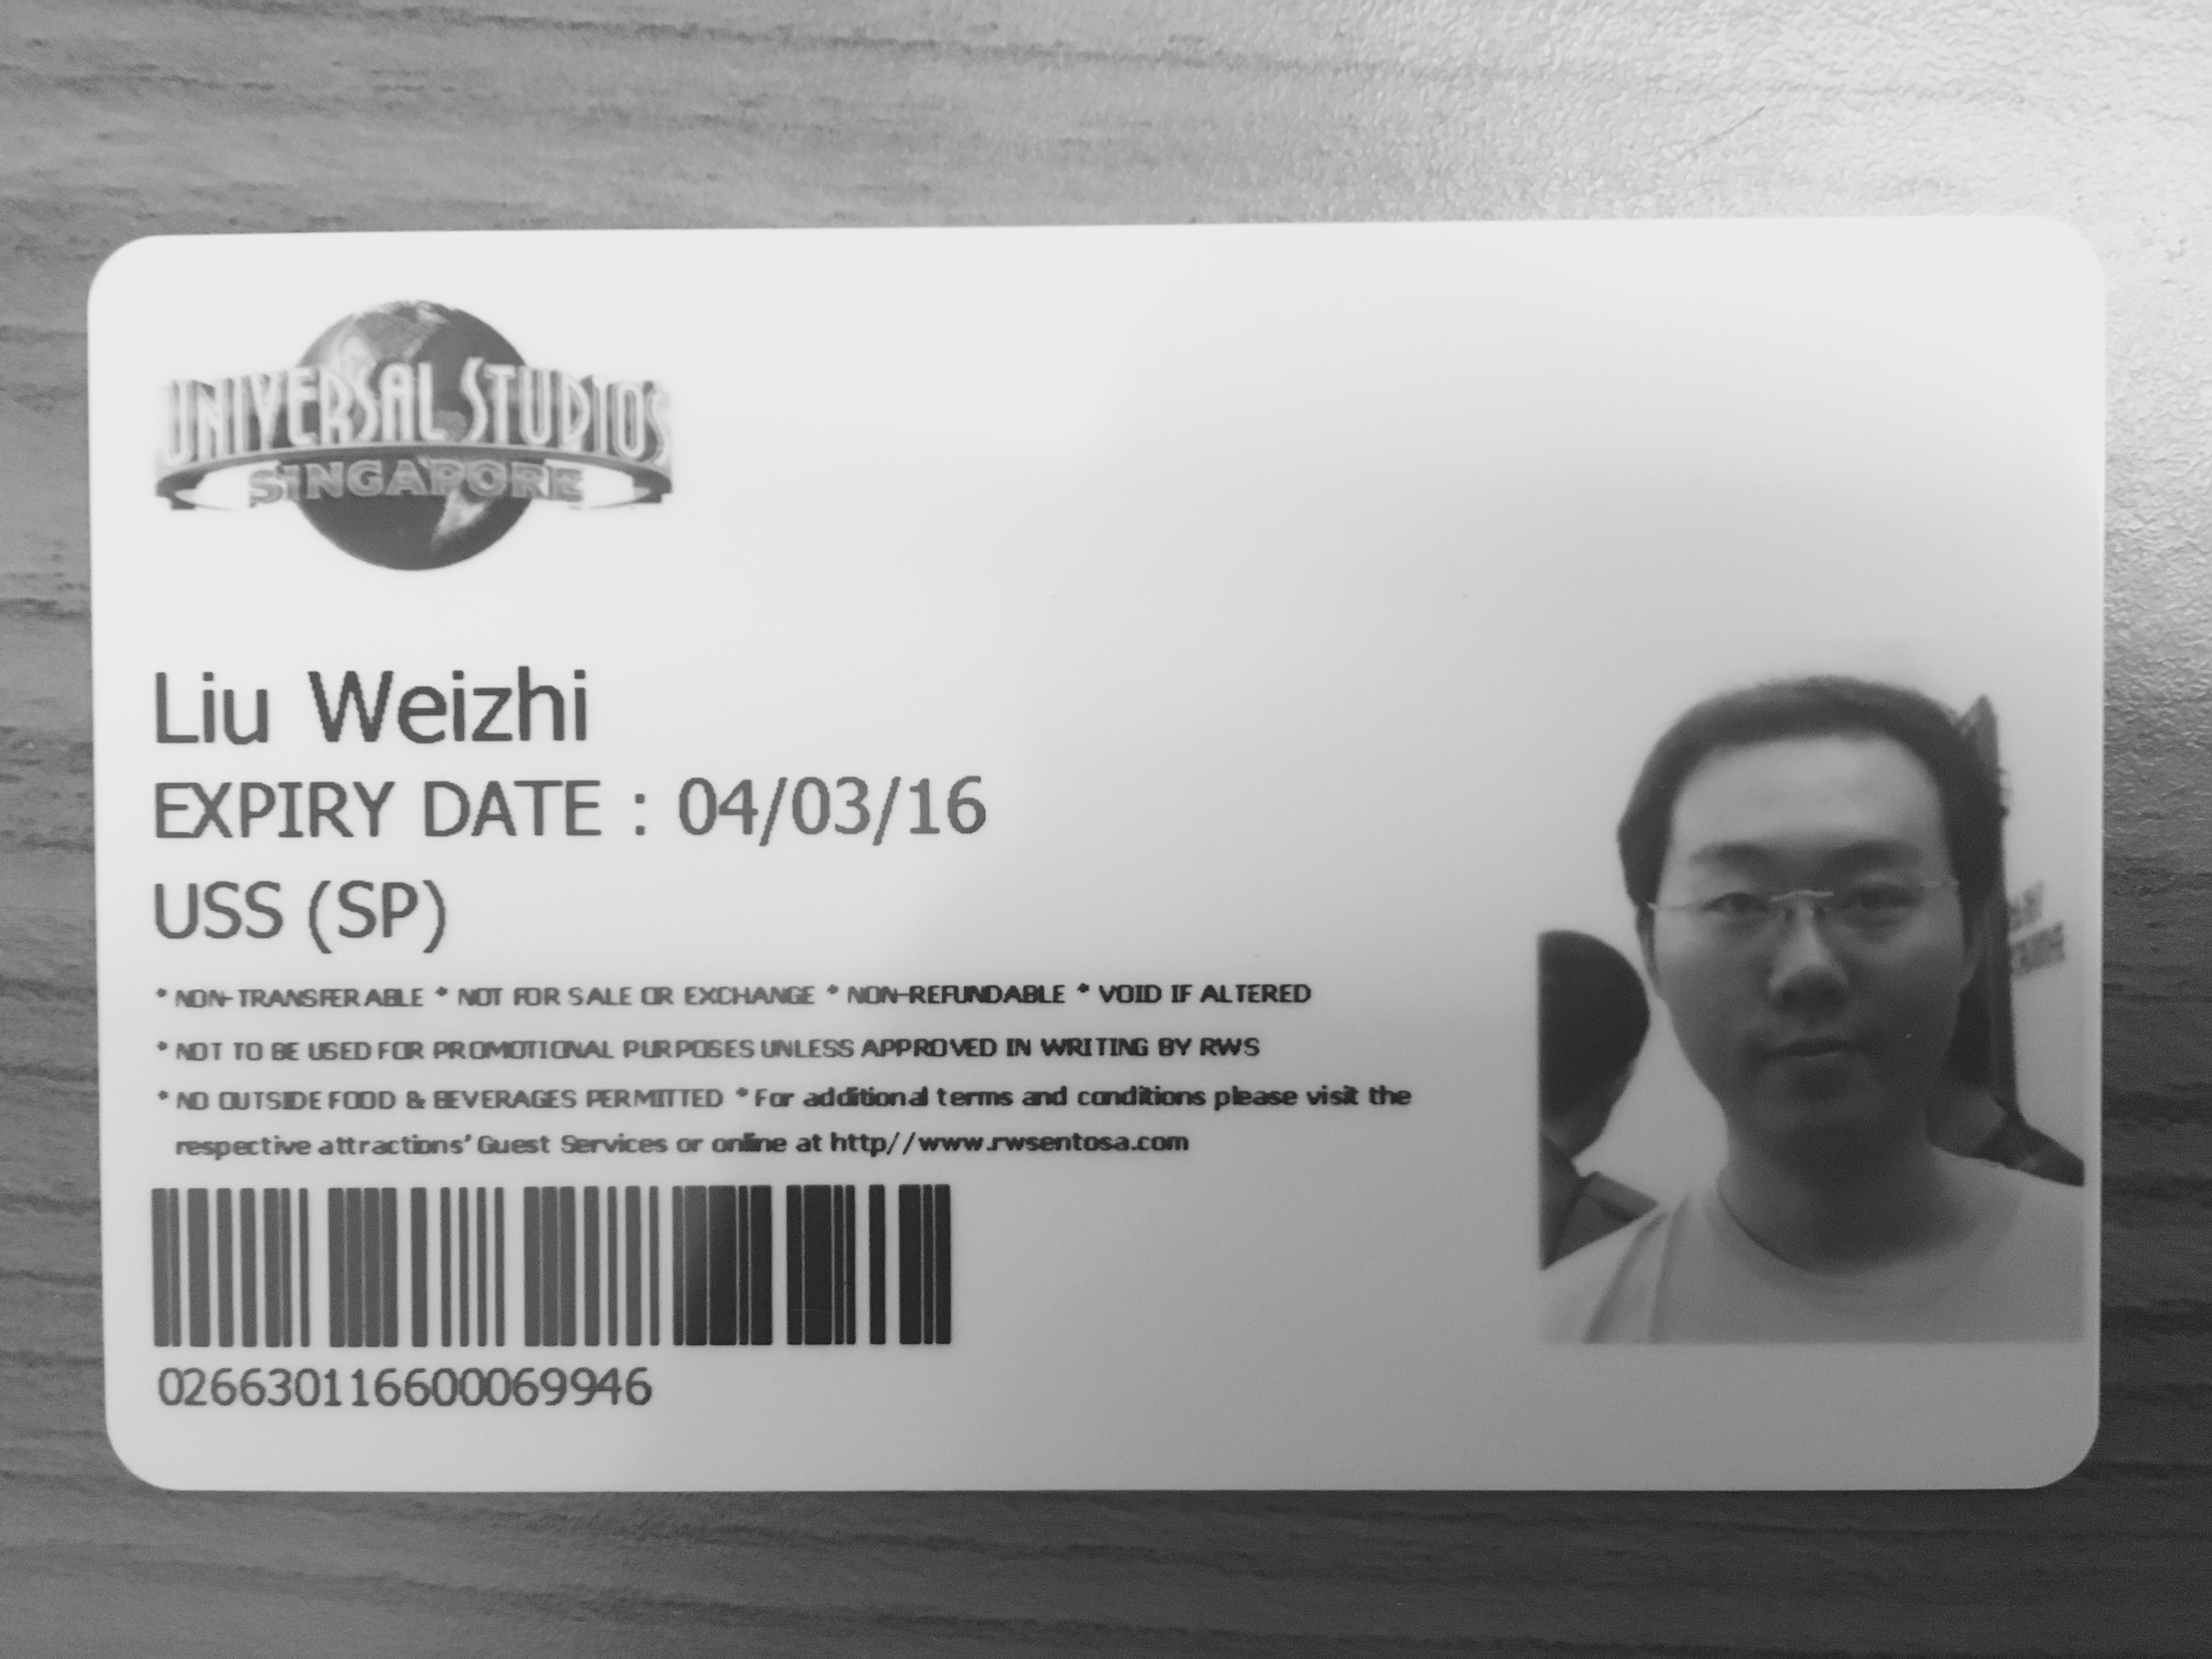 UNIVERSAL STUDIOS
SINGAPORE
Liu Weizhi
EXPIRY DATE : 04/03/16
USS (SP)
* NON-TRANSFERABLE * NOT FOR SALE OR EXCHANGE * NON-REFUNDABLE * VOID IF ALTERED
* NOT TO BE USED FOR PROMOTIONAL PURPOSES UNLESS APPROVED IN WRITING BY RWS
* NO OUTSIDE FOOD & BEVERAGES PERMITTED * For additional terms and conditions please visit the
respective attractions' Guest Services or online at http//www.rwsentosa.com
026630116600069946